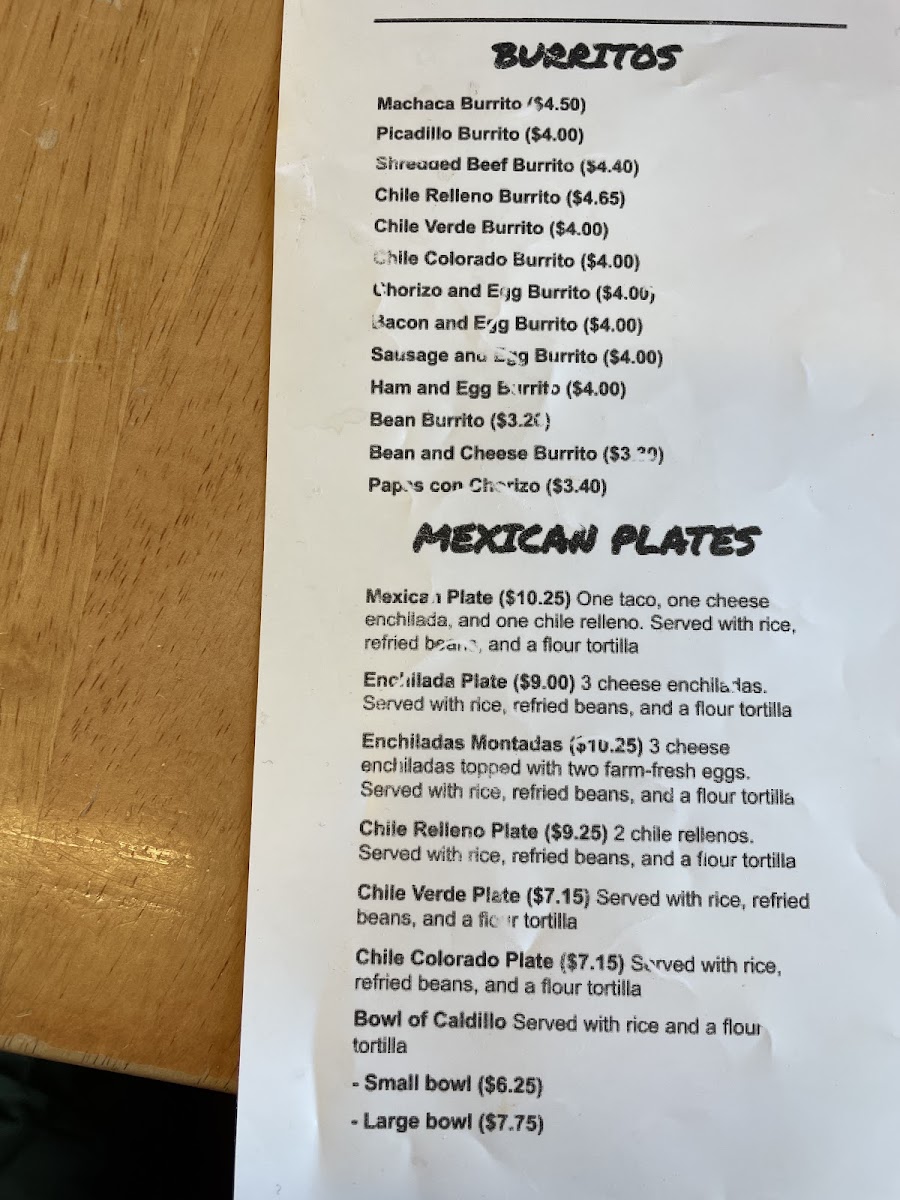 BURRITOS
Machaca Burrito ($4.50)
Picadillo Burrito ($4.00)
Shredded Beef Burrito ($4.40)
Chile Relleno Burrito ($4.65)
Chile Verde Burrito ($4.00)
Chile Colorado Burrito ($4.00)
Chorizo and Egg Burrito ($4.00)
Bacon and Egg Burrito ($4.00)
Sausage and Egg Burrito ($4.00)
Ham and Egg Burrito ($4.00)
Bean Burrito ($3.20)
Bean and Cheese Burrito
Papas con Chorizo ($3.40)
MEXICAN PLATES
Mexican Plate ($10.25) One taco, one cheese
enchilada, and one chile relleno. Served with rice,
refried beans, and a flour tortilla
Enchilada Plate ($9.00) 3 cheese enchiladas.
Served with rice, refried beans, and a flour tortilla
Enchiladas Montadas ($10.25) 3 cheese
enchiladas topped with two farm-fresh eggs.
Served with rice, refried beans, and a flour tortilla
Chile Relleno Plate ($9.25) 2 chile rellenos.
Served with rice, refried beans, and a flour tortilla
Chile Verde Plate ($7.15) Served with rice, refried
beans, and a flour tortilla
Chile Colorado Plate ($7.15) Served with rice,
refried beans, and a flour tortilla
Bowl of Caldillo Served with rice and a flour
tortilla
- Small bowl ($6.25)
- Large bowl ($7.75)